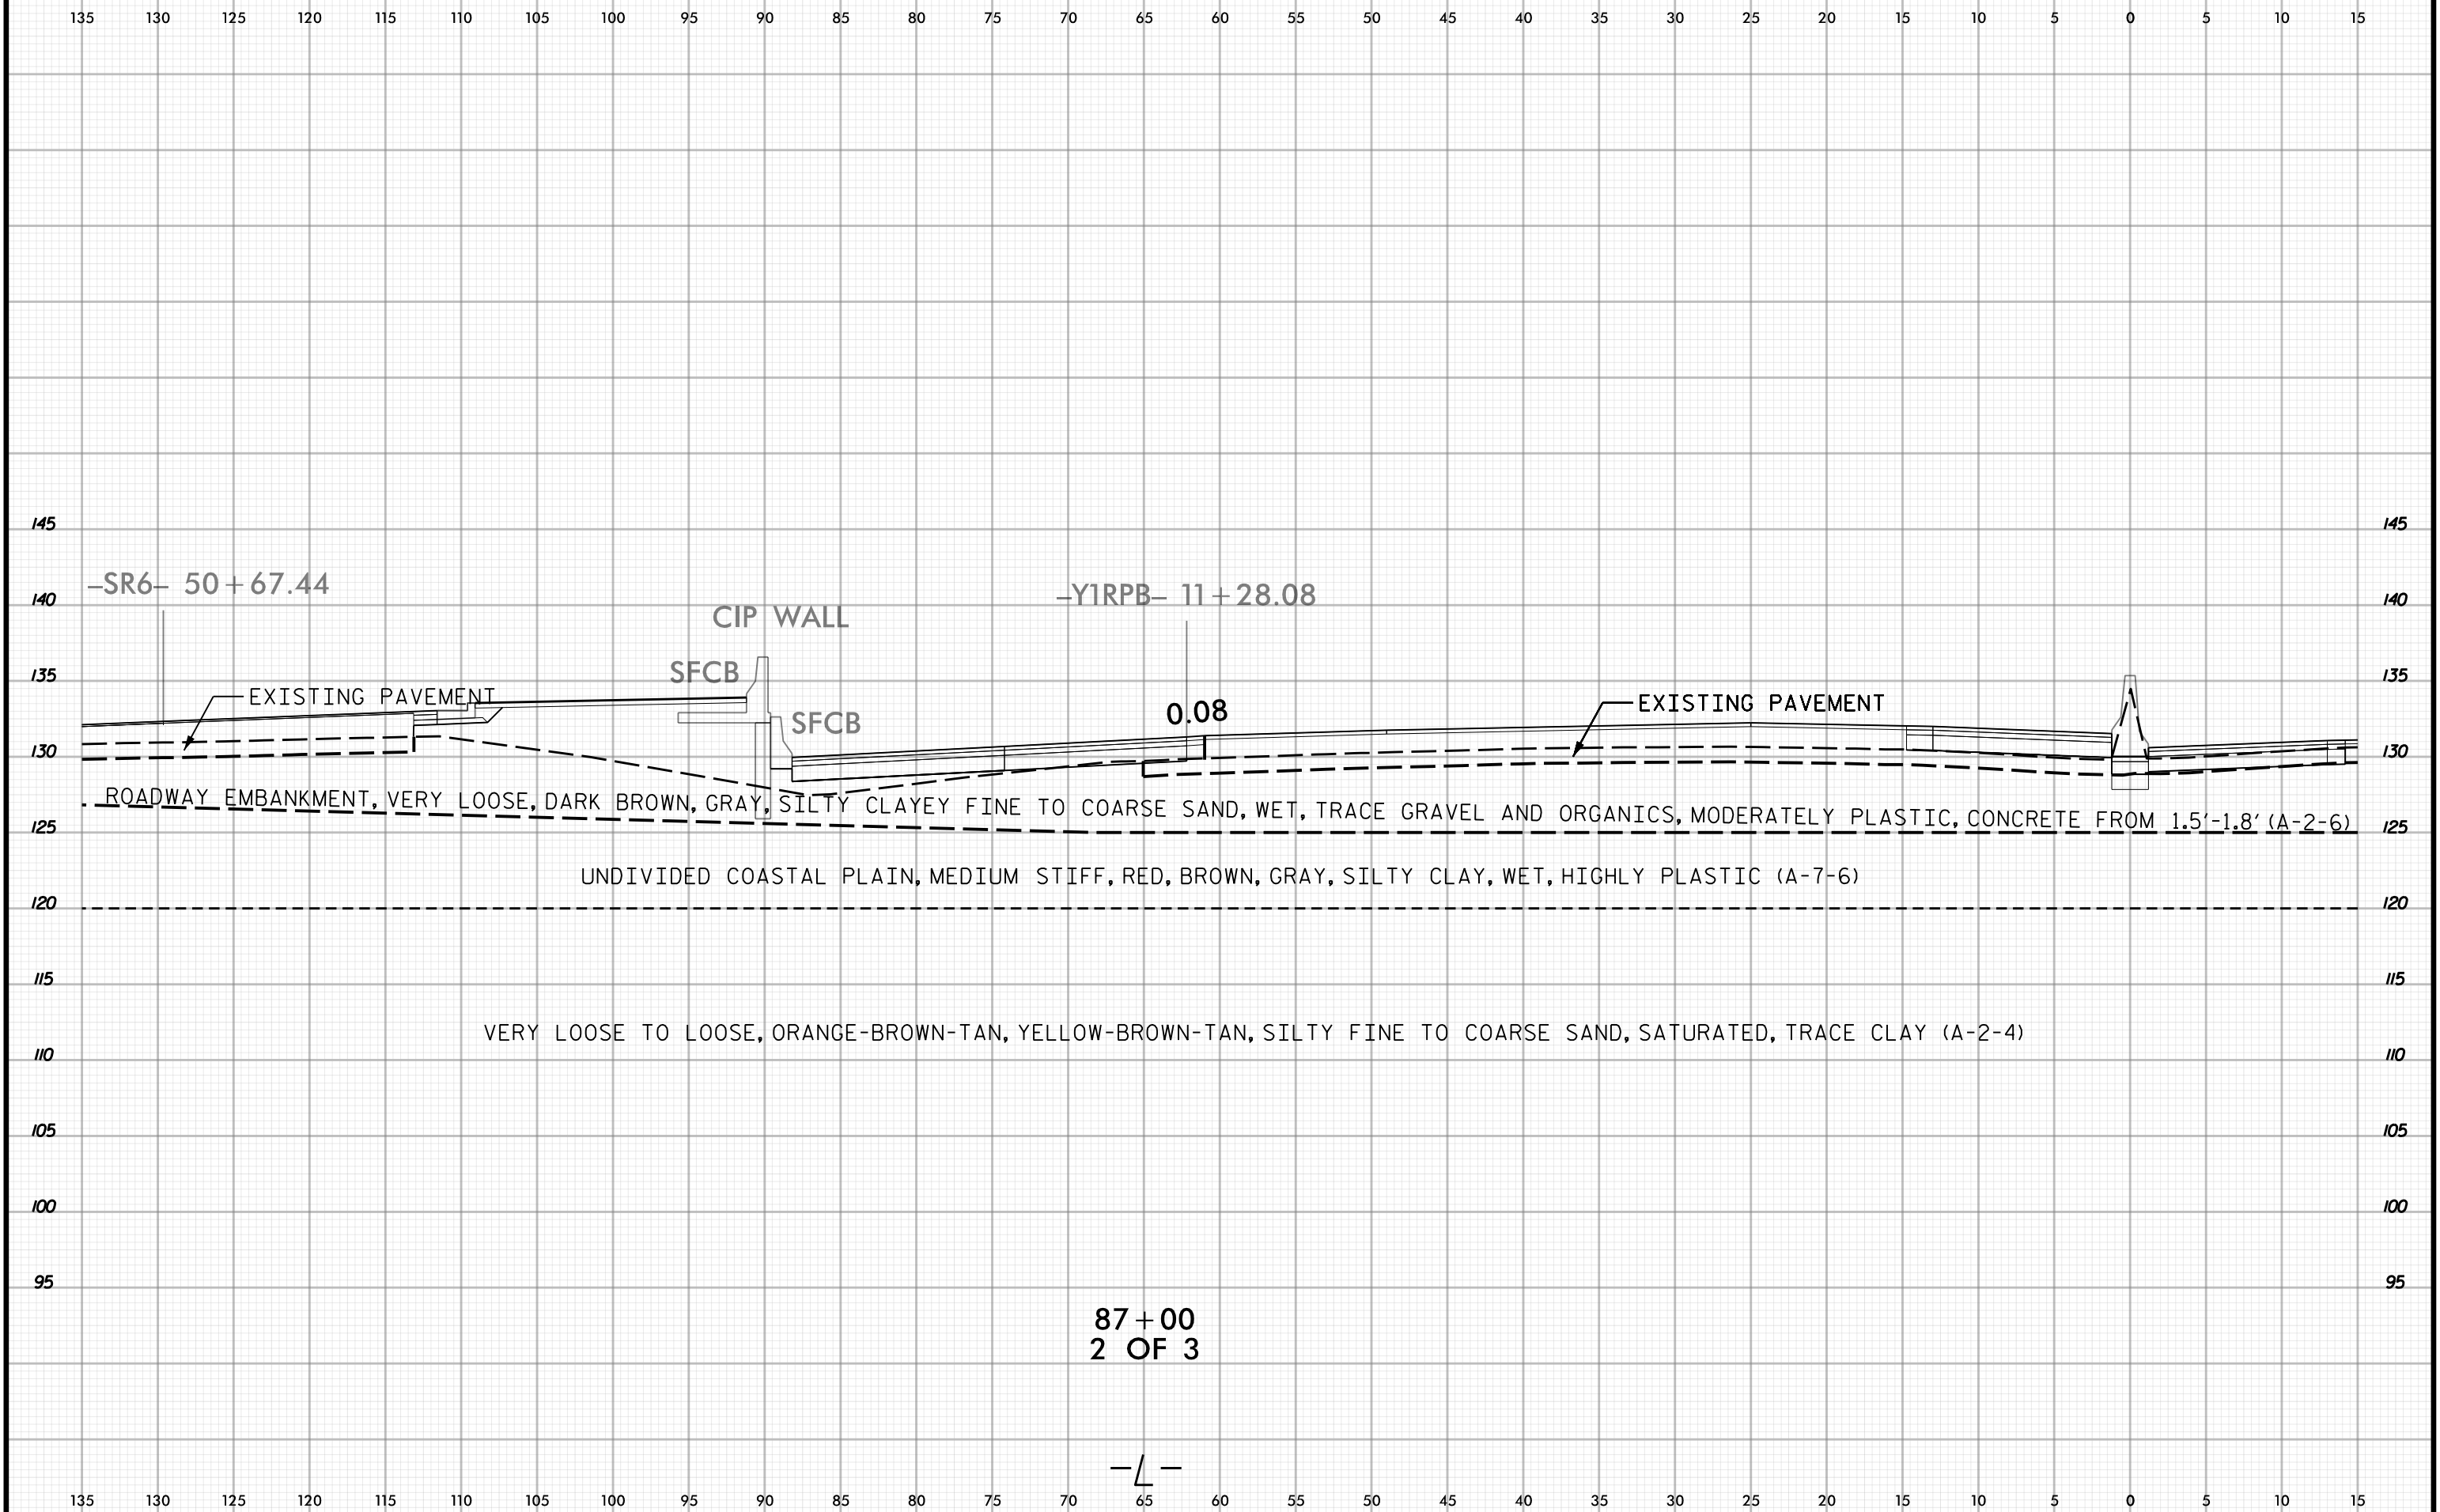 135 130 125 120 115 110 105 100 95 90 85 80 75 70 65 60 55 50 45 40 35 30 25 20 15 10 5 0 5 10 15
145 145
–SR6– 50+67.44
–Y1RPB– 11+28.08
140 140
CIP WALL
SFCB
135 135
EXISTING PAVEMENT
EXISTING PAVEMENT
0.08
SFCB
130 130
ROADWAY EMBANKMENT, VERY LOOSE, DARK BROWN, GRAY, SILTY CLAYEY FINE TO COARSE SAND, WET, TRACE GRAVEL AND ORGANICS, MODERATELY PLASTIC, CONCRETE FROM 1.5'-1.8' (A-2-6)
125 125
UNDIVIDED COASTAL PLAIN, MEDIUM STIFF, RED, BROWN, GRAY, SILTY CLAY, WET, HIGHLY PLASTIC (A-7-6)
120 120
115 115
VERY LOOSE TO LOOSE, ORANGE-BROWN-TAN, YELLOW-BROWN-TAN, SILTY FINE TO COARSE SAND, SATURATED, TRACE CLAY (A-2-4)
110 110
105 105
100 100
95 95
87+00
2 OF 3
-L-
135 130 125 120 115 110 105 100 95 90 85 80 75 70 65 60 55 50 45 40 35 30 25 20 15 10 5 0 5 10 15